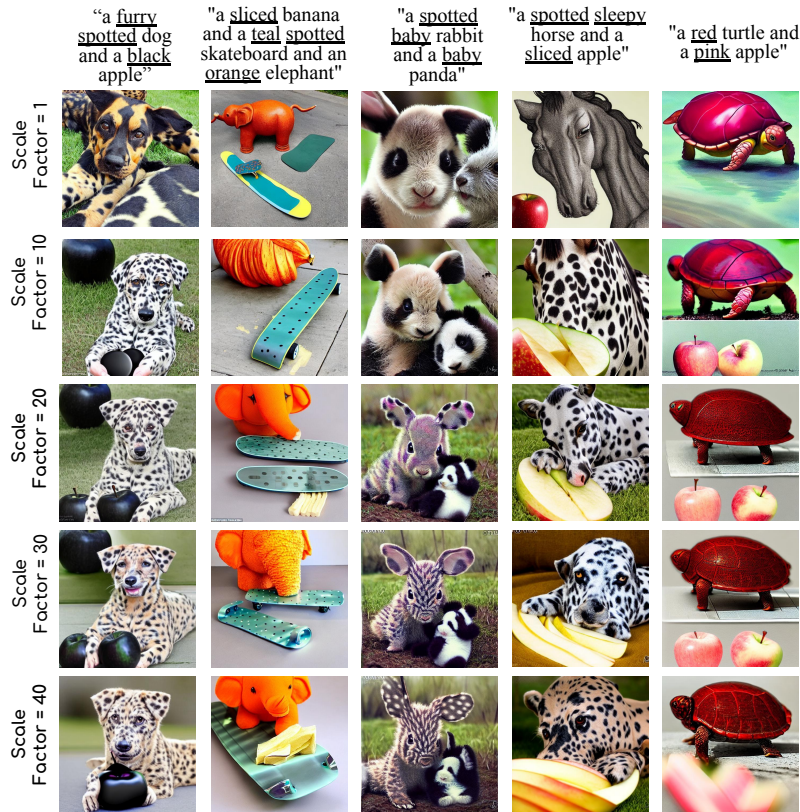 “a furry
spotted dog
and a black
apple”
"a sliced banana
and a teal spotted
skateboard and an
orange elephant"
"a spotted
baby rabbit
and a baby
panda"
"a spotted sleepy
horse and a
sliced apple"
"a red turtle and
a pink apple"
Scale
Factor = 1
Scale
Factor = 10
Scale
Factor = 20
Scale
Factor = 30
Scale
Factor = 40